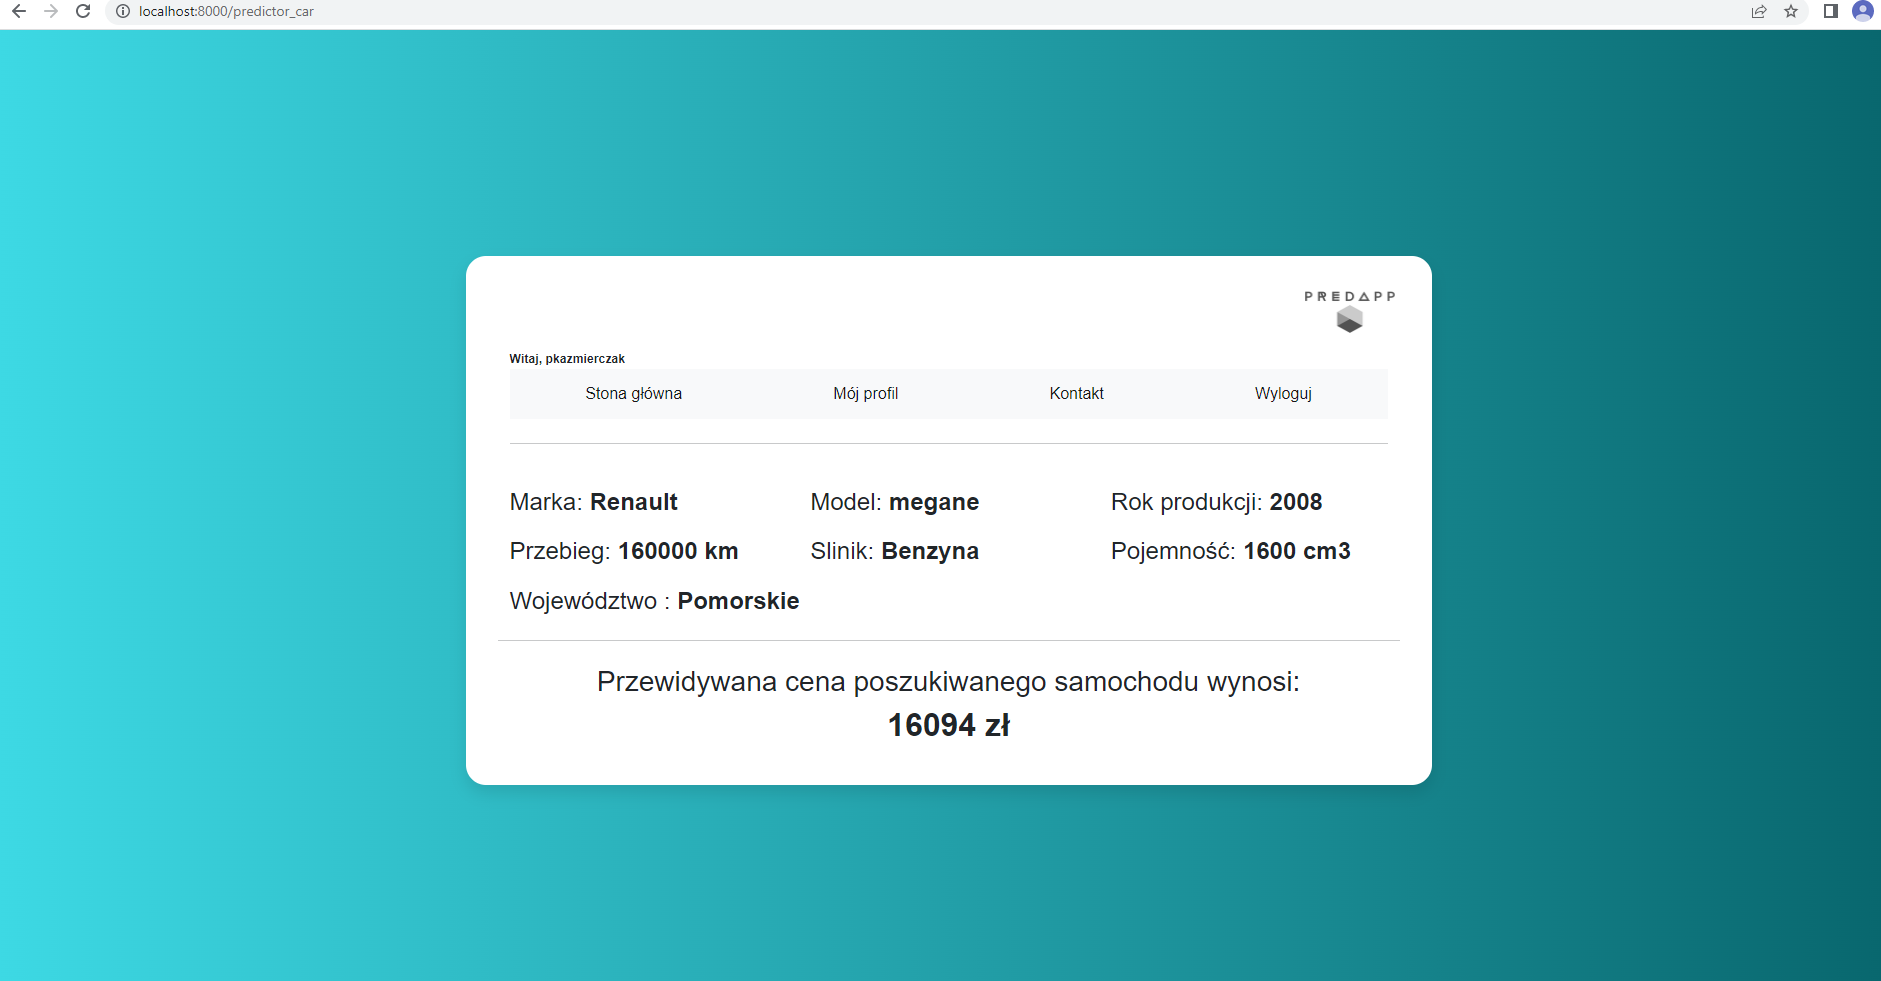 localhost:8000/predictor_car
PREDAPP
Witaj, pkazmierczak
Stona główna Mój profil Kontakt Wyloguj
Marka: Renault Model: megane Rok produkcji: 2008
Przebieg: 160000 km Slinik: Benzyna Pojemność: 1600 cm3
Województwo : Pomorskie
Przewidywana cena poszukiwanego samochodu wynosi:
16094 zł